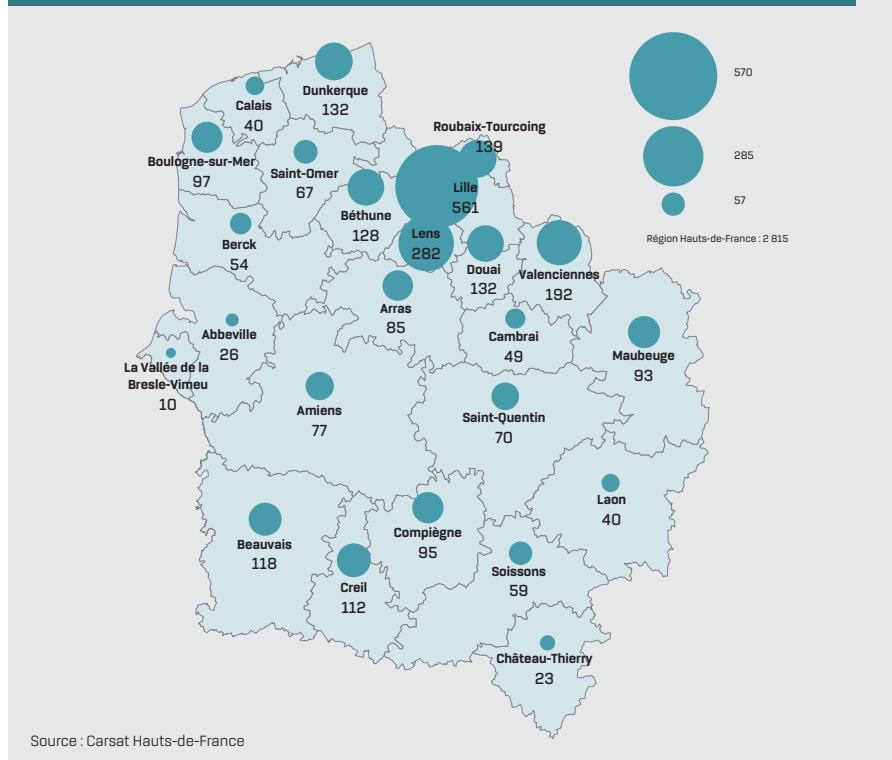 Dunkerque
132
Calais
40
Roubaix-Tourcoing
139
Boulogne-sur-Mer
97
Saint-Omer
67
Lille
561
Béthune
128
Lens
282
Berck
54
Douai
132
Valenciennes
192
Arras
85
Abbeville
26
Cambrai
49
Maubeuge
93
La Vallée de la
Bresle-Vimeu
10
Amiens
77
Saint-Quentin
70
Laon
40
Compiègne
95
Beauvais
118
Soissons
59
Creil
112
Château-Thierry
23
570
285
57
Région Hauts-de-France : 2 815
Source : Carsat Hauts-de-France